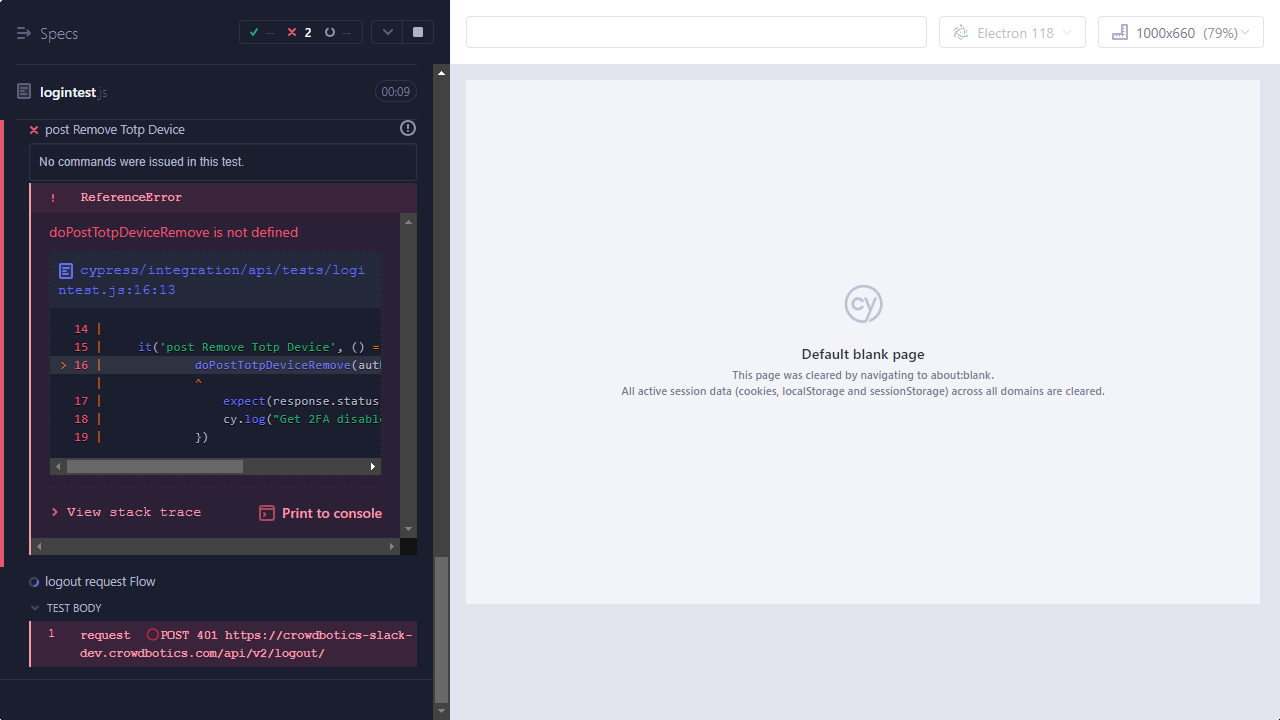 Specs
-- 2 --
Electron 118
1000x660 (79%)
logintest.js
00:09
post Remove Totp Device
No commands were issued in this test.
! ReferenceError
doPostTotpDeviceRemove is not defined
cypress/integration/api/tests/logi
ntest.js:16:13
14 |
15 | it('post Remove Totp Device', () =
> 16 | doPostTotpDeviceRemove(auth
| ^
17 | expect(response.status
18 | cy.log("Get 2FA disable
19 | })
> View stack trace
Print to console
logout request Flow
TEST BODY
1 request POST 401 https://crowdbotics-slack-
dev.crowdbotics.com/api/v2/logout/
cy
Default blank page
This page was cleared by navigating to about:blank.
All active session data (cookies, localStorage and sessionStorage) across all domains are cleared.